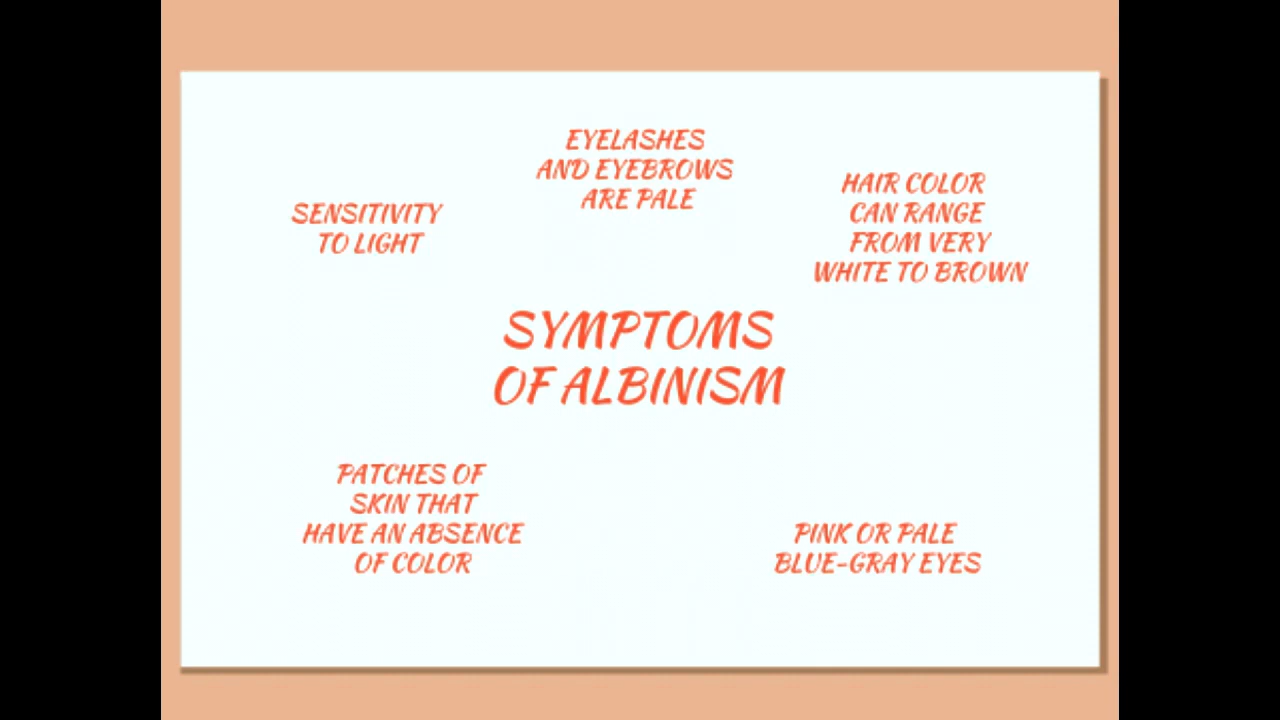 EYELASHES
AND EYEBROWS
ARE PALE
SENSITIVITY
TO LIGHT
HAIR COLOR
CAN RANGE
FROM VERY
WHITE TO BROWN
SYMPTOMS
OF ALBINISM
PATCHES OF
SKIN THAT
HAVE AN ABSENCE
OF COLOR
PINK OR PALE
BLUE-GRAY EYES